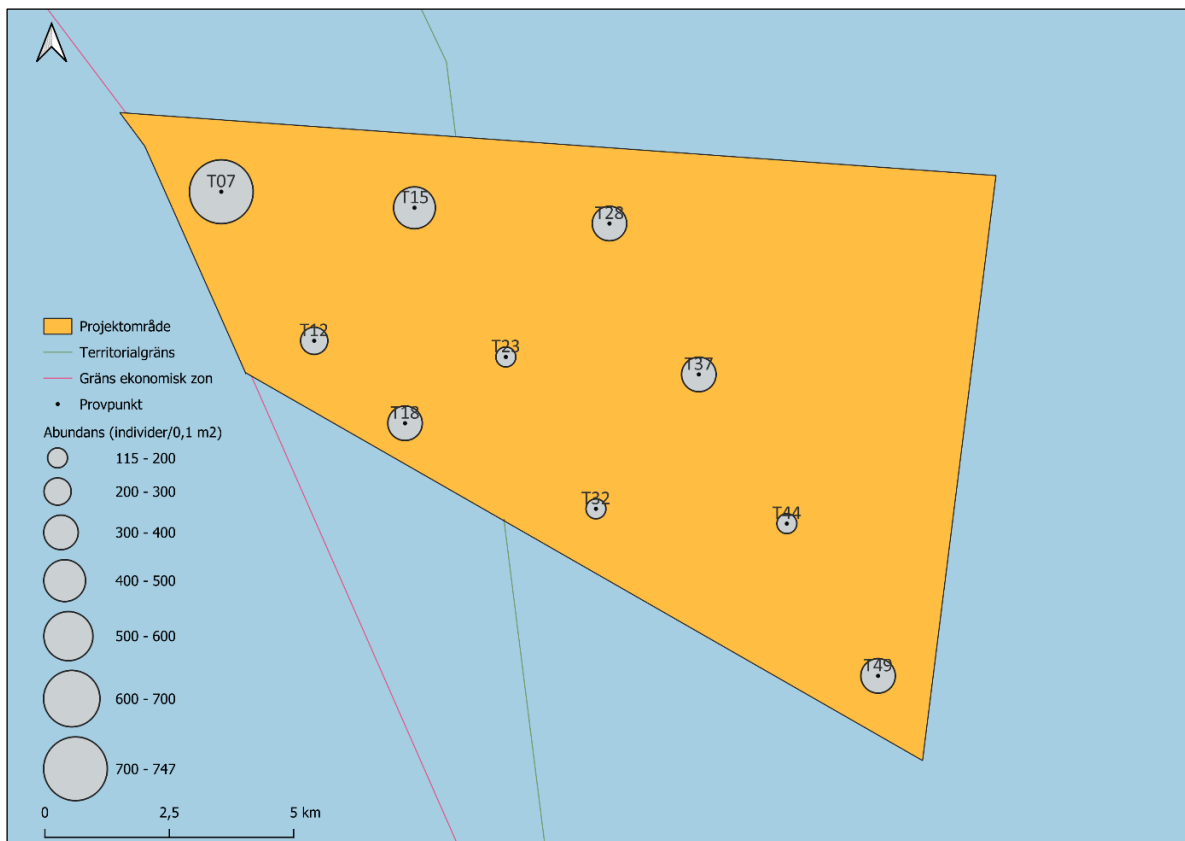 T07
T15
T28
T12
T23
T37
T18
T32
T44
T49
Projektområde
Territorialgräns
Gräns ekonomisk zon
Provpunkt
Abundans (individer/0,1 m2)
115 - 200
200 - 300
300 - 400
400 - 500
500 - 600
600 - 700
700 - 747
0 2,5 5 km